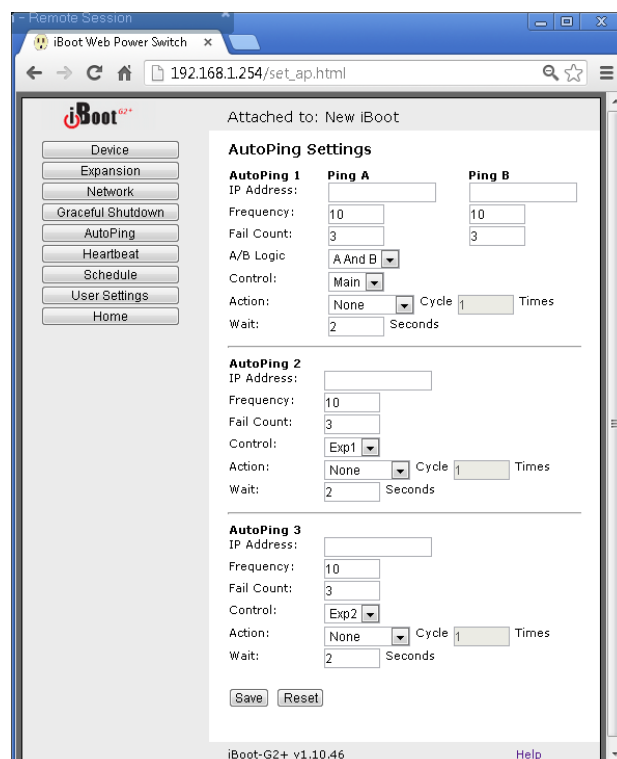 - Remote Session
iBoot Web Power Switch ×
192.168.1.254/set_ap.html
iBoot G2+
Attached to: New iBoot
Device
Expansion
Network
Graceful Shutdown
AutoPing
Heartbeat
Schedule
User Settings
Home
AutoPing Settings
AutoPing 1 Ping A Ping B
IP Address:
Frequency: 10 10
Fail Count: 3 3
A/B Logic A And B
Control: Main
Action: None Cycle 1 Times
Wait: 2 Seconds
AutoPing 2
IP Address:
Frequency: 10
Fail Count: 3
Control: Exp1
Action: None Cycle 1 Times
Wait: 2 Seconds
AutoPing 3
IP Address:
Frequency: 10
Fail Count: 3
Control: Exp2
Action: None Cycle 1 Times
Wait: 2 Seconds
Save Reset
iBoot-G2+ v1.10.46 Help